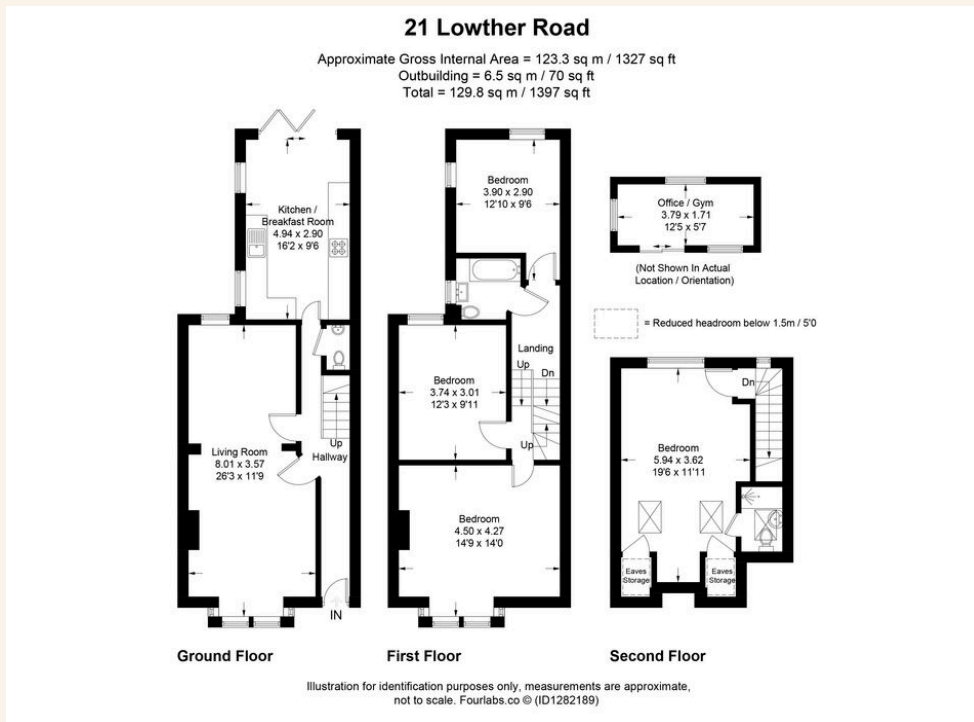 21 Lowther Road
Approximate Gross Internal Area = 123.3 sq m / 1327 sq ft
Outbuilding = 6.5 sq m / 70 sq ft
Total = 129.8 sq m / 1397 sq ft
Kitchen /
Breakfast Room
4.94 x 2.90
16'2 x 9'6
Living Room
8.01 x 3.57
26'3 x 11'9
Up
Hallway
IN
Ground Floor
Bedroom
3.90 x 2.90
12'10 x 9'6
Landing
Up
Dn
Bedroom
3.74 x 3.01
12'3 x 9'11
Up
Bedroom
4.50 x 4.27
14'9 x 14'0
First Floor
Office / Gym
3.79 x 1.71
12'5 x 5'7
(Not Shown In Actual
Location / Orientation)
= Reduced headroom below 1.5m / 5'0
Dn
Bedroom
5.94 x 3.62
19'6 x 11'11
Eaves
Storage
Eaves
Storage
Second Floor
Illustration for identification purposes only, measurements are approximate,
not to scale. Fourlabs.co © (ID1282189)